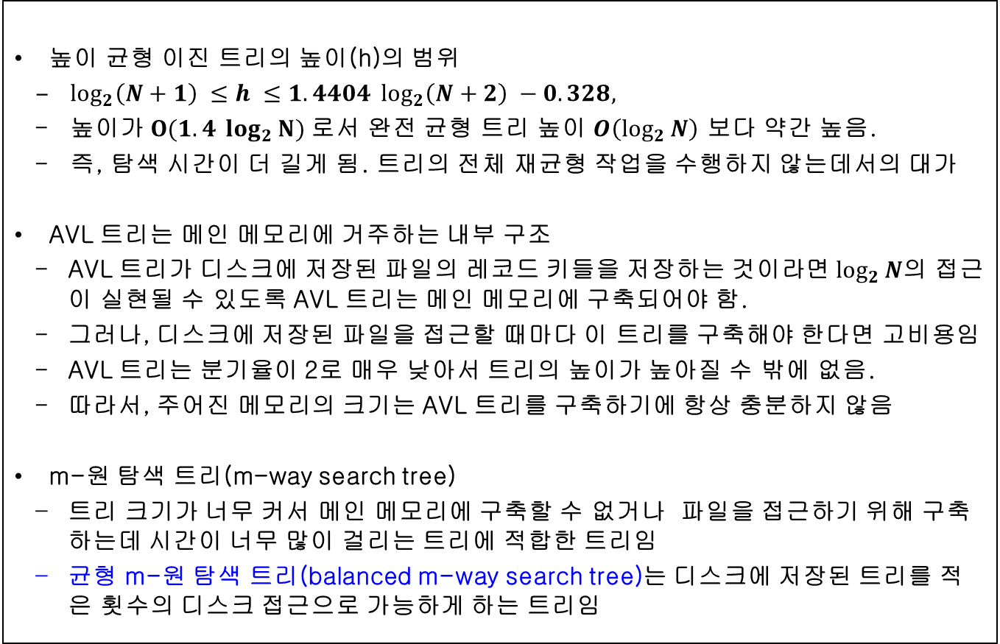 • 높이 균형 이진 트리의 높이(h)의 범위
– log₂(N + 1) ≤ h ≤ 1.4404 log₂(N + 2) − 0.328,
– 높이가 O(1.4 log₂ N) 로서 완전 균형 트리 높이 O(log₂ N) 보다 약간 높음.
– 즉, 탐색 시간이 더 길게 됨. 트리의 전체 재균형 작업을 수행하지 않는데서의 대가
• AVL 트리는 메인 메모리에 거주하는 내부 구조
– AVL 트리가 디스크에 저장된 파일의 레코드 키들을 저장하는 것이라면 log₂ N의 접근
이 실현될 수 있도록 AVL 트리는 메인 메모리에 구축되어야 함.
– 그러나, 디스크에 저장된 파일을 접근할 때마다 이 트리를 구축해야 한다면 고비용임
– AVL 트리는 분기율이 2로 매우 낮아서 트리의 높이가 높아질 수 밖에 없음.
– 따라서, 주어진 메모리의 크기는 AVL 트리를 구축하기에 항상 충분하지 않음
• m-원 탐색 트리(m-way search tree)
– 트리 크기가 너무 커서 메인 메모리에 구축할 수 없거나 파일을 접근하기 위해 구축
하는데 시간이 너무 많이 걸리는 트리에 적합한 트리임
– 균형 m-원 탐색 트리(balanced m-way search tree)는 디스크에 저장된 트리를 적
은 횟수의 디스크 접근으로 가능하게 하는 트리임